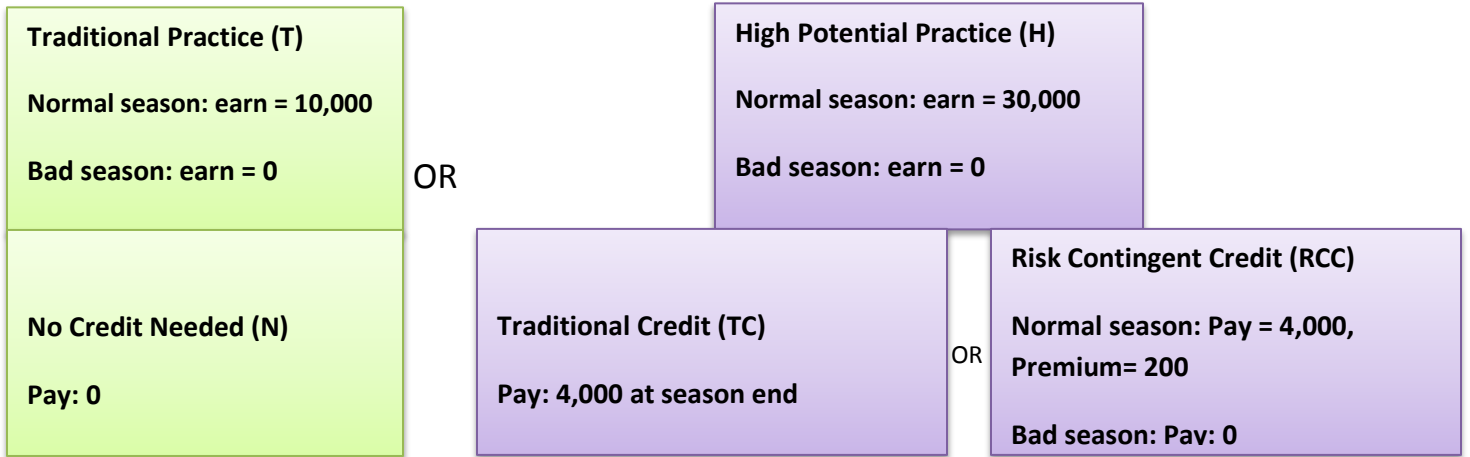 Traditional Practice (T)
Normal season: earn = 10,000
Bad season: earn = 0
OR
High Potential Practice (H)
Normal season: earn = 30,000
Bad season: earn = 0
No Credit Needed (N)
Pay: 0
Traditional Credit (TC)
Pay: 4,000 at season end
OR
Risk Contingent Credit (RCC)
Normal season: Pay = 4,000,
Premium= 200
Bad season: Pay: 0